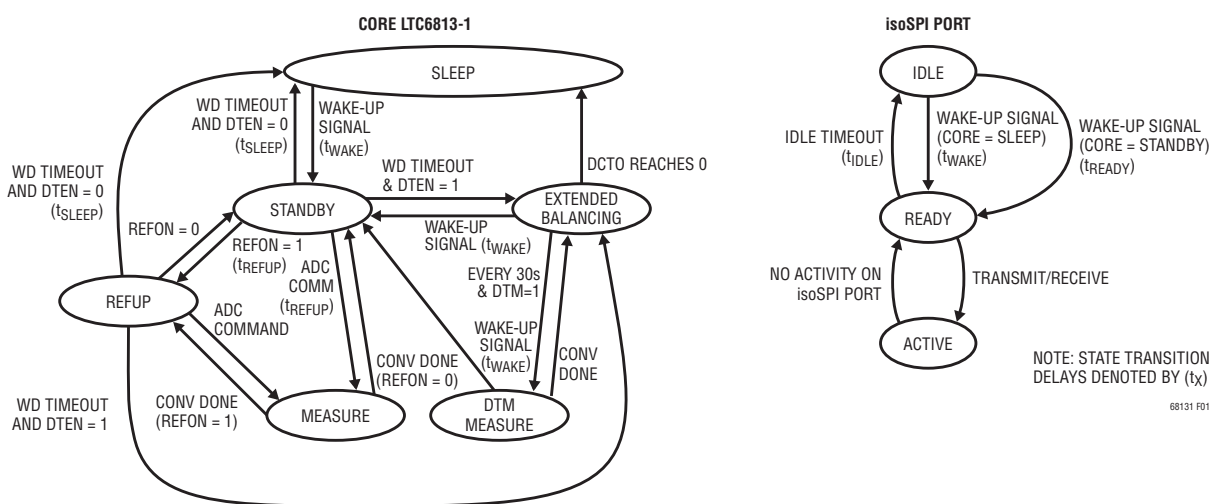 CORE LTC6813-1
SLEEP
WD TIMEOUT
AND DTEN = 0
(tSLEEP)
WAKE-UP
SIGNAL
(tWAKE)
WD TIMEOUT
& DTEN = 1
DCTO REACHES 0
WD TIMEOUT
AND DTEN = 0
(tSLEEP)
STANDBY
EXTENDED
BALANCING
REFON = 0
REFON = 1
(tREFUP)
WAKE-UP
SIGNAL (tWAKE)
ADC
COMM
(tREFUP)
EVERY 30s
& DTM=1
REFUP
ADC
COMMAND
WAKE-UP
SIGNAL
(tWAKE)
CONV
DONE
CONV DONE
(REFON = 0)
CONV DONE
(REFON = 1)
MEASURE
DTM
MEASURE
WD TIMEOUT
AND DTEN = 1
isoSPI PORT
IDLE
IDLE TIMEOUT
(tIDLE)
WAKE-UP SIGNAL
(CORE = SLEEP)
(tWAKE)
WAKE-UP SIGNAL
(CORE = STANDBY)
(tREADY)
READY
NO ACTIVITY ON
isoSPI PORT
TRANSMIT/RECEIVE
ACTIVE
NOTE: STATE TRANSITION
DELAYS DENOTED BY (tX)
68131 F01